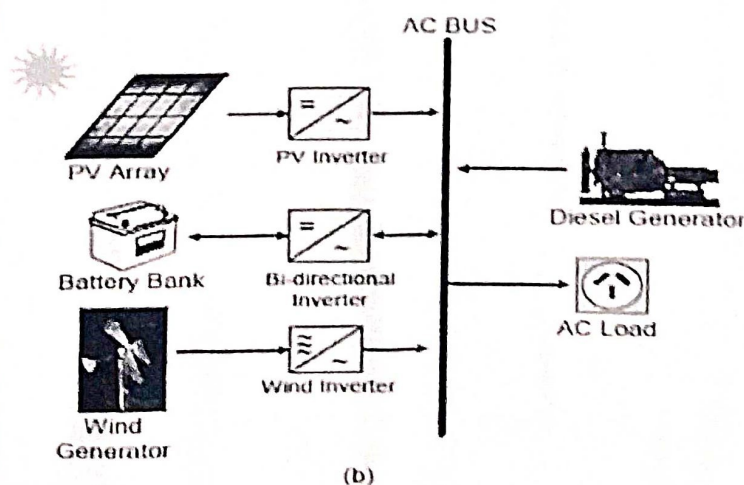 AC BUS
=
~
PV Array
PV Inverter
Diesel Generator
=
~
Battery Bank
Bi-directional
Inverter
AC Load
≈
~
Wind Inverter
Wind
Generator
(b)